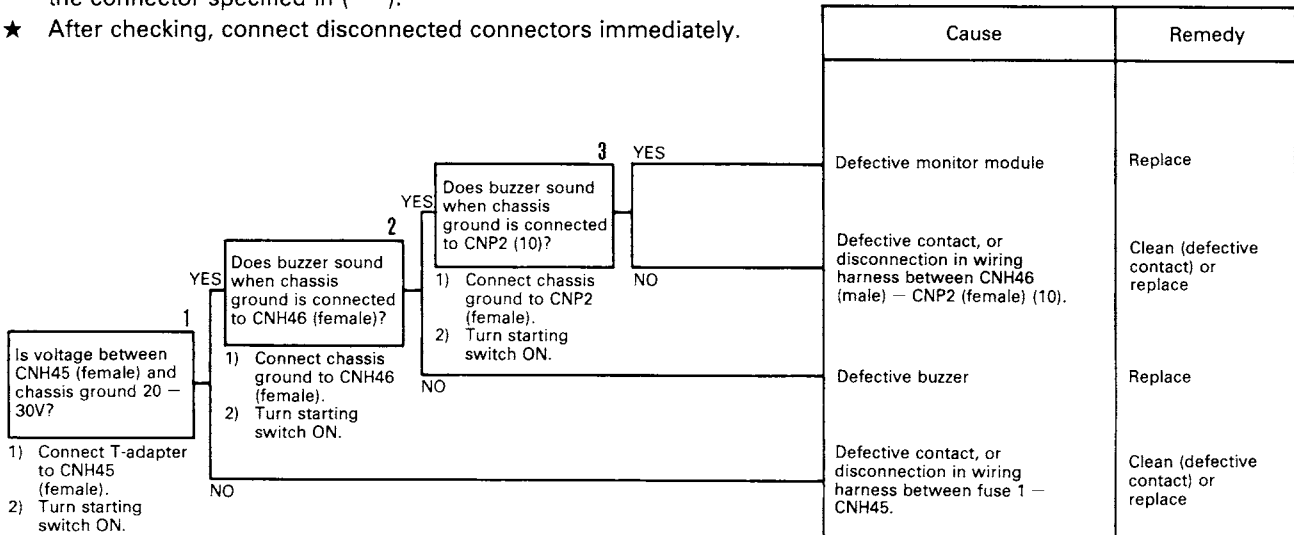 the connector specified in (    ).
★ After checking, connect disconnected connectors immediately.
Cause
Remedy
3
YES
Does buzzer sound
when chassis
ground is connected
to CNP2 (10)?
1) Connect chassis
ground to CNP2
(female).
2) Turn starting
switch ON.
NO
Defective monitor module
Replace
YES
2
Does buzzer sound
when chassis
ground is connected
to CNH46 (female)?
1) Connect chassis
ground to CNH46
(female).
2) Turn starting
switch ON.
NO
Defective contact, or
disconnection in wiring
harness between CNH46
(male) — CNP2 (female) (10).
Clean (defective
contact) or
replace
YES
1
Is voltage between
CNH45 (female) and
chassis ground 20 —
30V?
1) Connect T-adapter
to CNH45
(female).
2) Turn starting
switch ON.
NO
Defective buzzer
Replace
Defective contact, or
disconnection in wiring
harness between fuse 1 —
CNH45.
Clean (defective
contact) or
replace